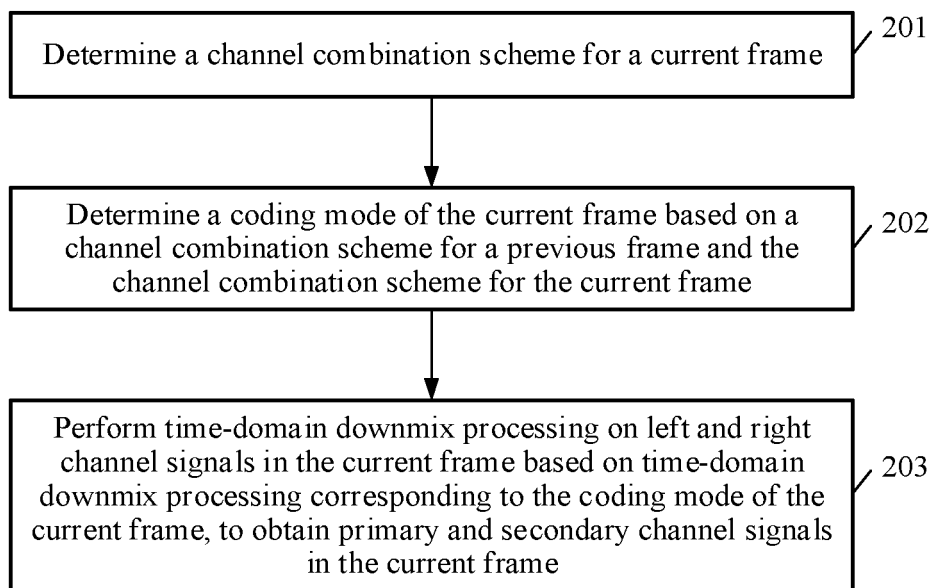 Determine a channel combination scheme for a current frame
201
Determine a coding mode of the current frame based on a
channel combination scheme for a previous frame and the
channel combination scheme for the current frame
202
Perform time-domain downmix processing on left and right
channel signals in the current frame based on time-domain
downmix processing corresponding to the coding mode of the
current frame, to obtain primary and secondary channel signals
in the current frame
203